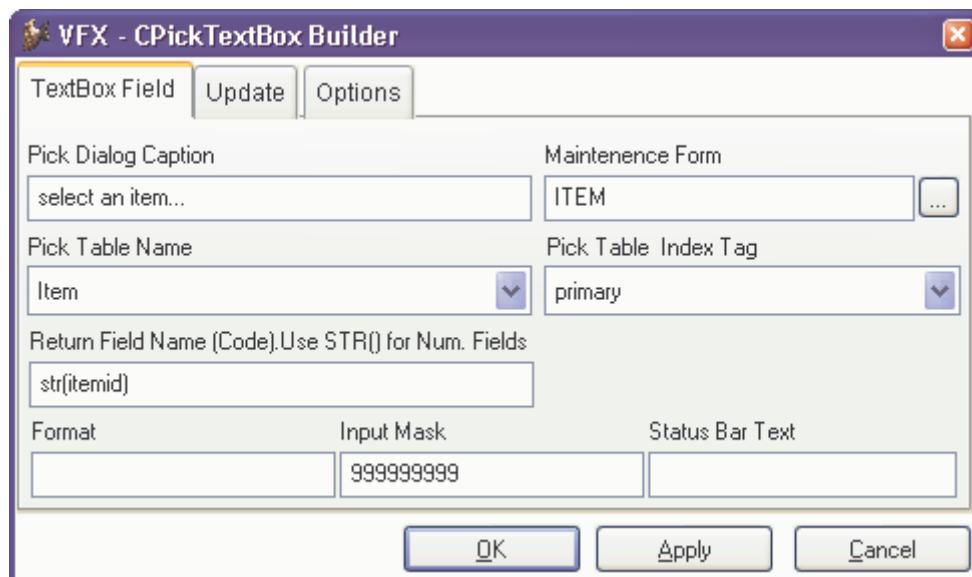 VFX - CPickTextBox Builder
TextBox Field Update Options
Pick Dialog Caption Maintenence Form
select an item... ITEM ...
Pick Table Name Pick Table Index Tag
Item primary
Return Field Name (Code).Use STR() for Num. Fields
str(itemid)
Format Input Mask Status Bar Text
999999999
OK Apply Cancel